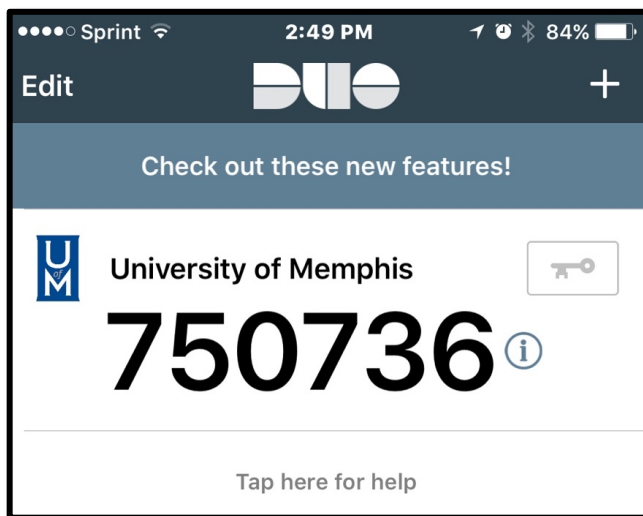 Sprint 2:49 PM 84%
Edit DUO +
Check out these new features!
U of M University of Memphis
750736 i
Tap here for help